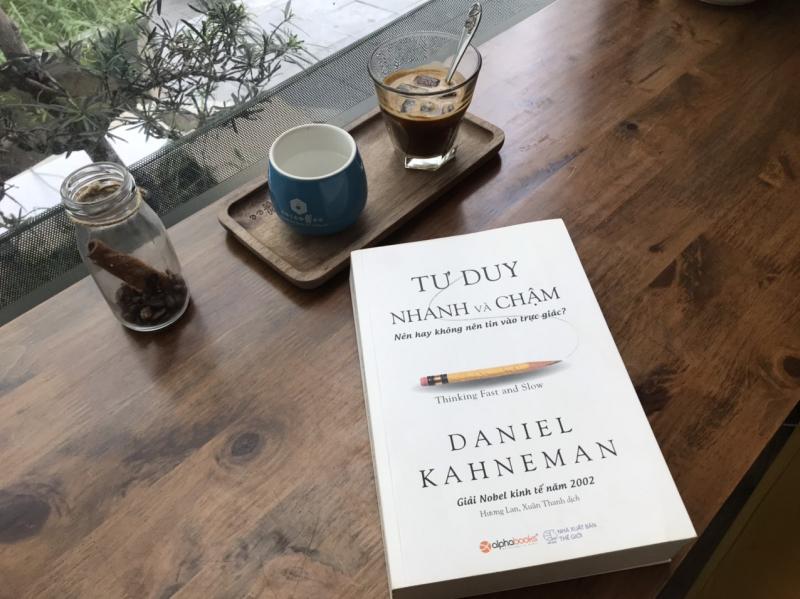 TƯ DUY
NHANH VÀ CHẬM
Nên hay không nên tin vào trực giác?
Thinking Fast and Slow
DANIEL
KAHNEMAN
Giải Nobel kinh tế năm 2002
Hương Lan, Xuân Thanh dịch
alphabooks
NHÀ XUẤT BẢN
THẾ GIỚI